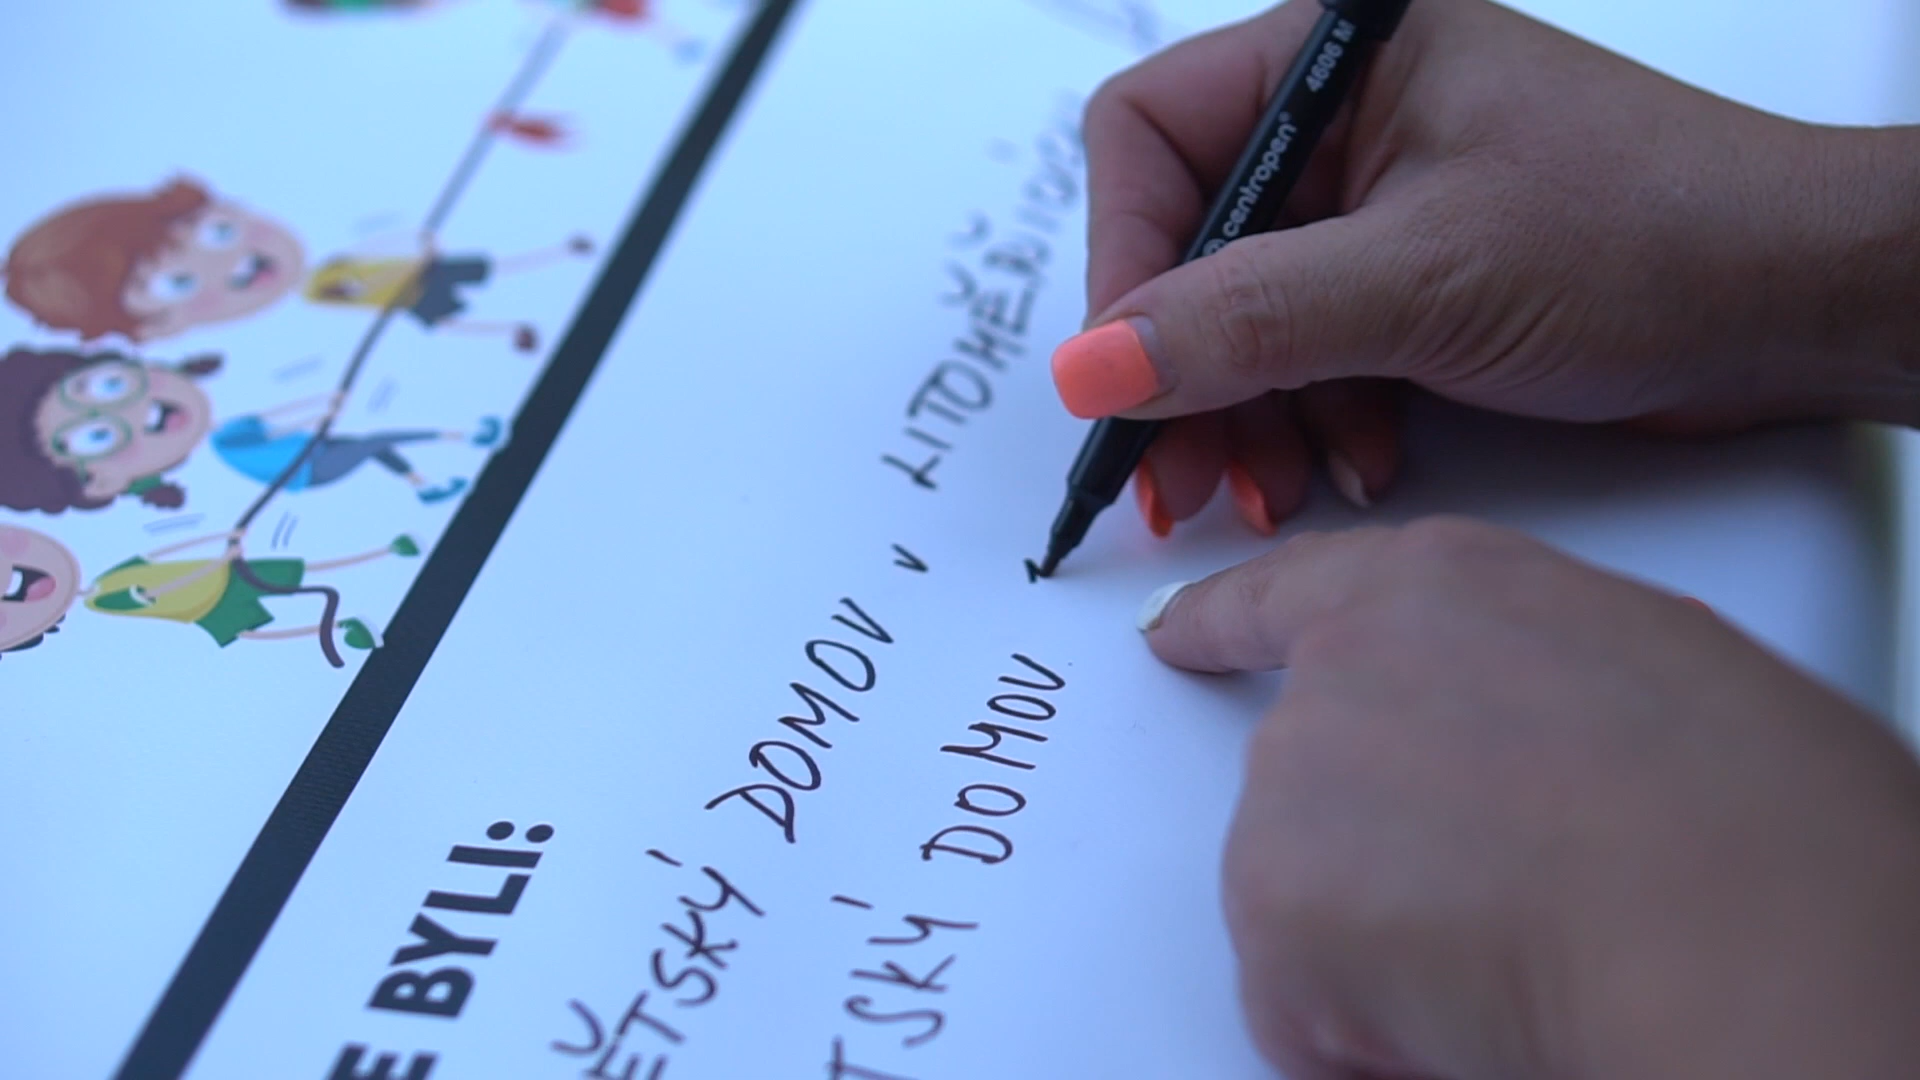 E BYLI:
ĚTSKÝ DOMOV V LITOMĚŘICÍCH
TSKÝ DOMOV
centropen 4606 M